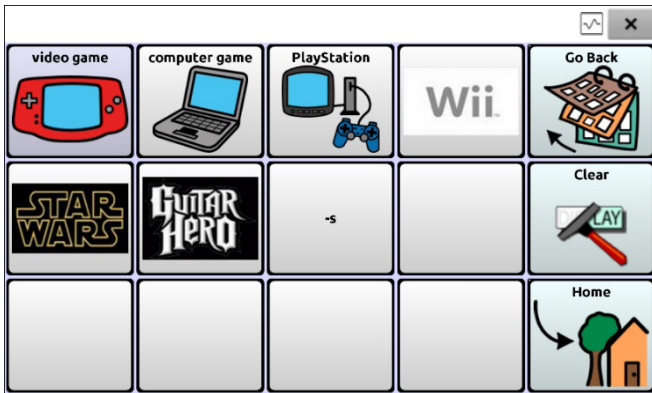 video game
computer game
PlayStation
Wii
Go Back
STAR
WARS
GUITAR
HERO
-s
Clear
DISPLAY
Home